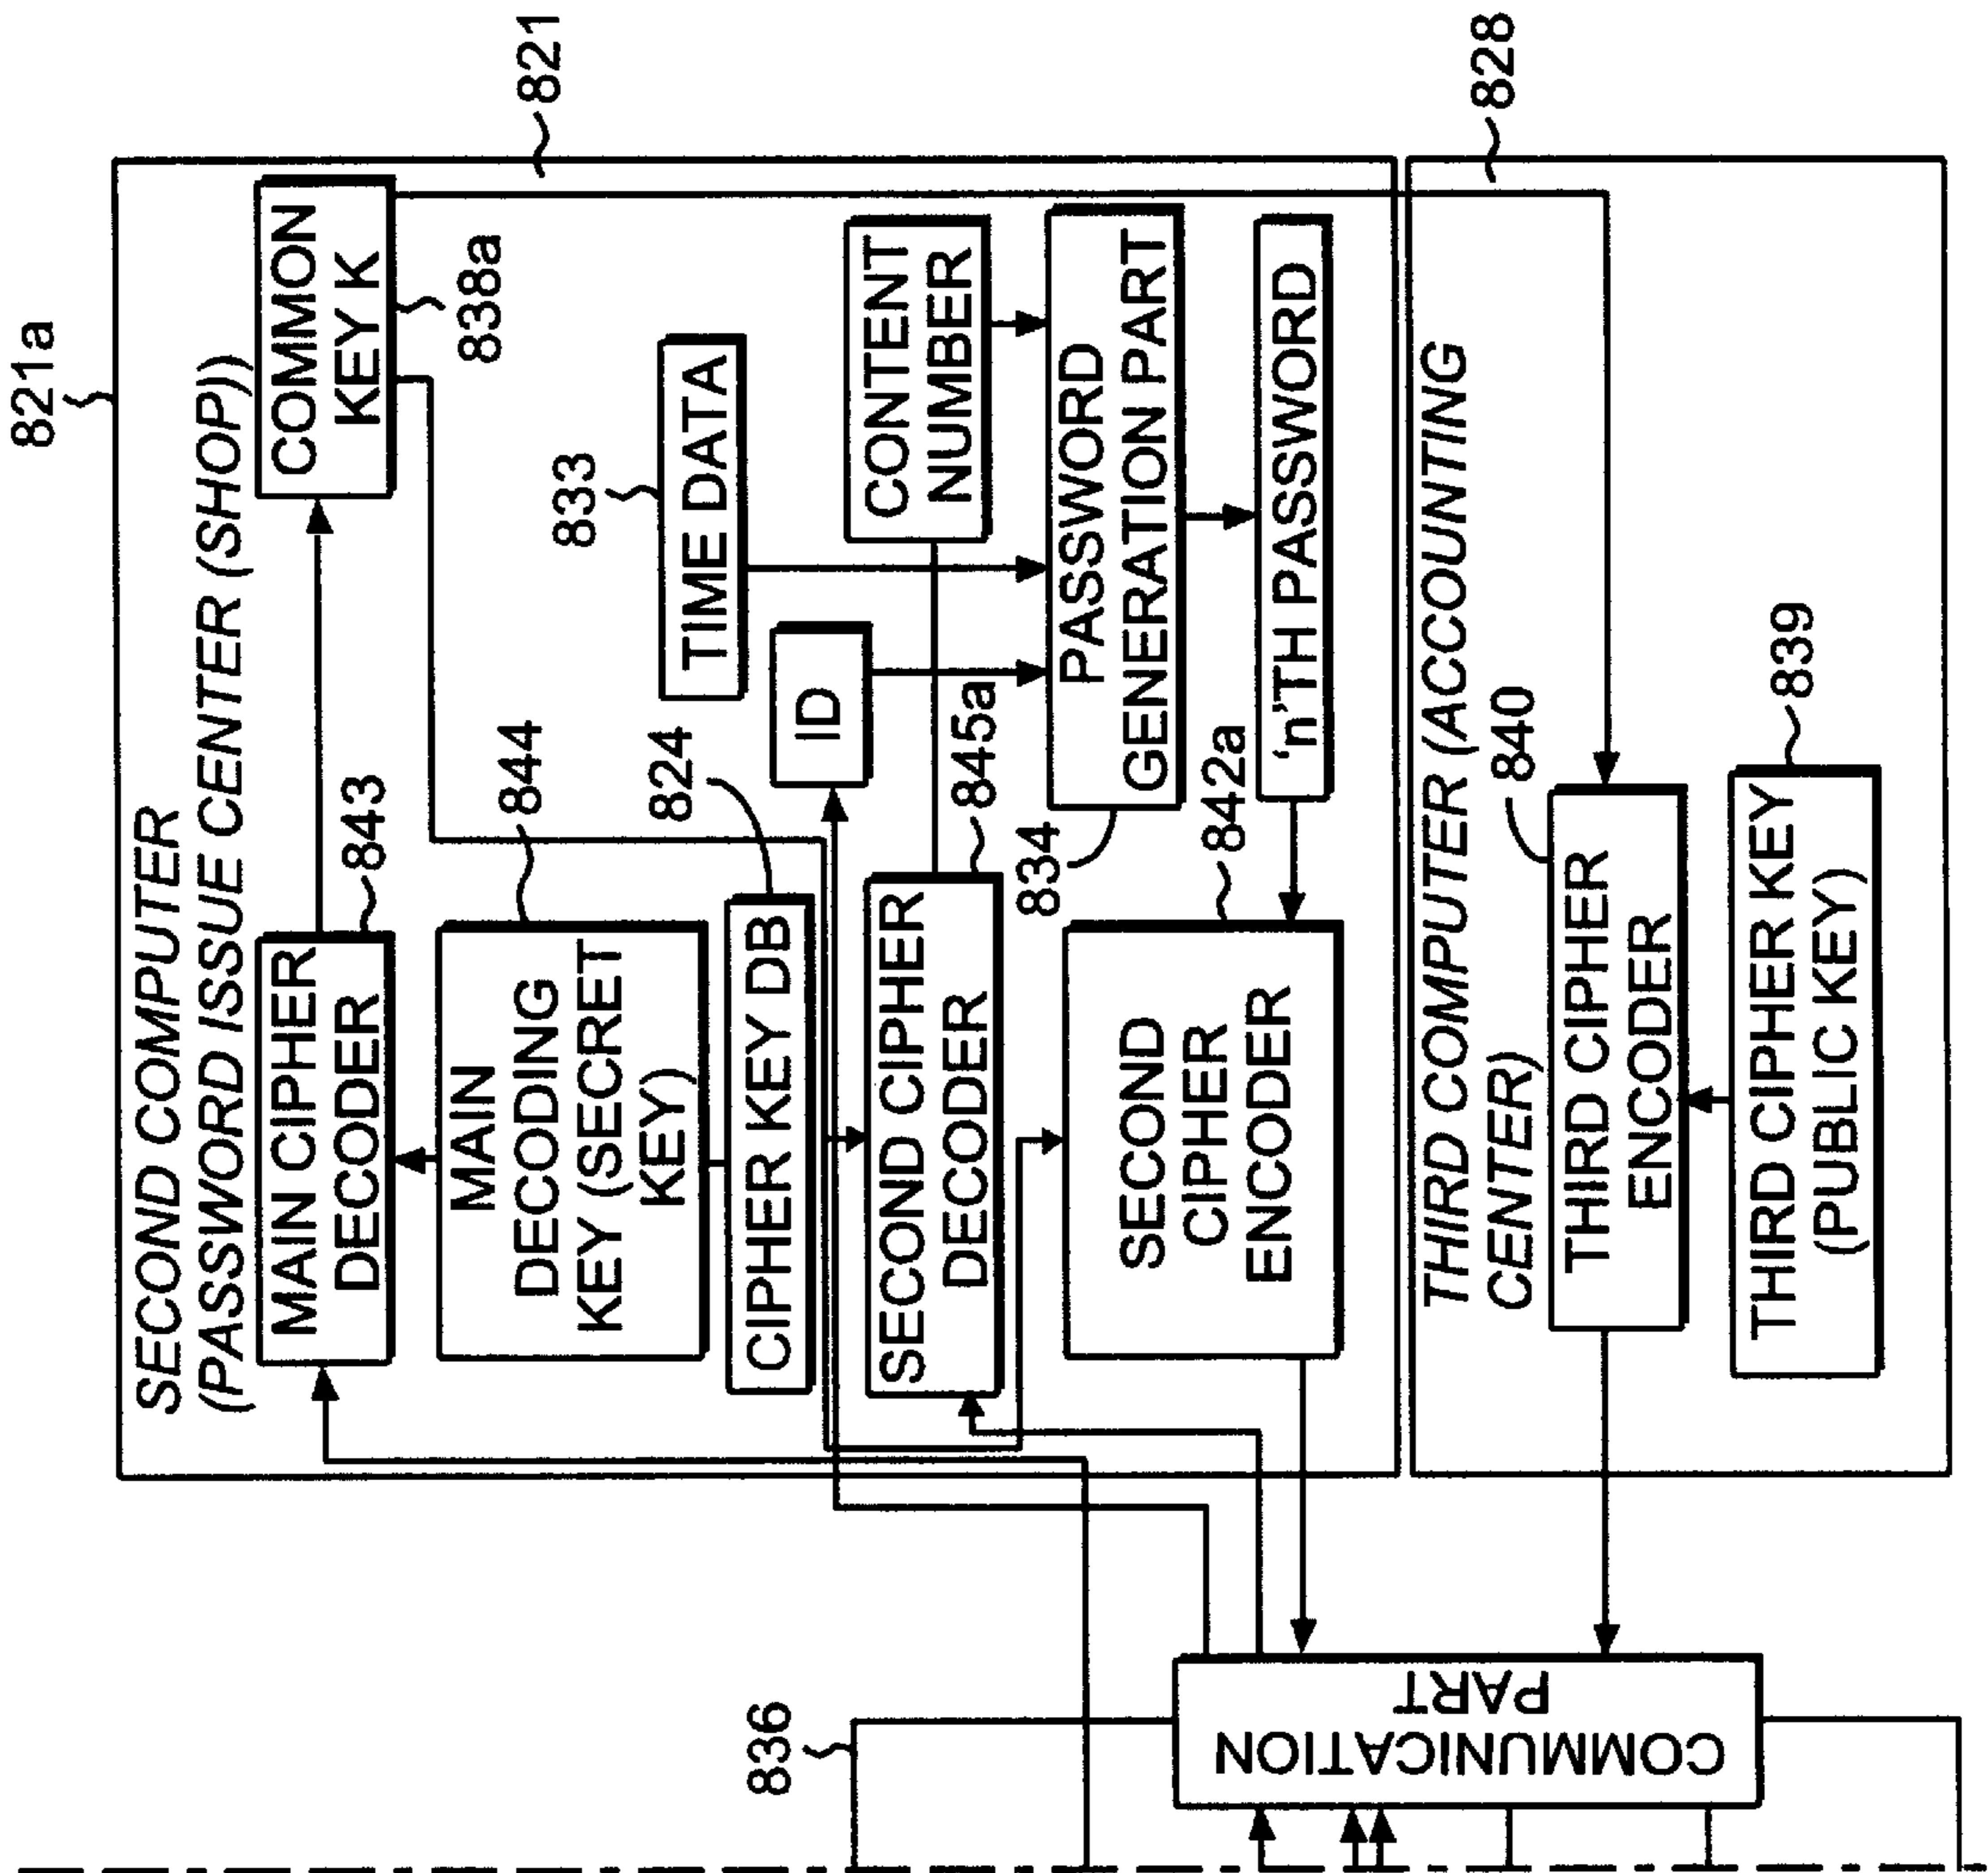 821a
821
SECOND COMPUTER
(PASSWORD ISSUE CENTER (SHOP))
MAIN CIPHER
DECODER
843
COMMON
KEY K
838a
MAIN
DECODING
KEY (SECRET
KEY)
844
CIPHER KEY DB
824
833
TIME DATA
ID
CONTENT
NUMBER
SECOND CIPHER
DECODER
845a
PASSWORD
GENERATION PART
834
SECOND
CIPHER
ENCODER
842a
'n'TH PASSWORD
836
COMMUNICATION
PART
828
THIRD COMPUTER (ACCOUNTING
CENTER)
THIRD CIPHER
ENCODER
840
THIRD CIPHER KEY
(PUBLIC KEY)
839